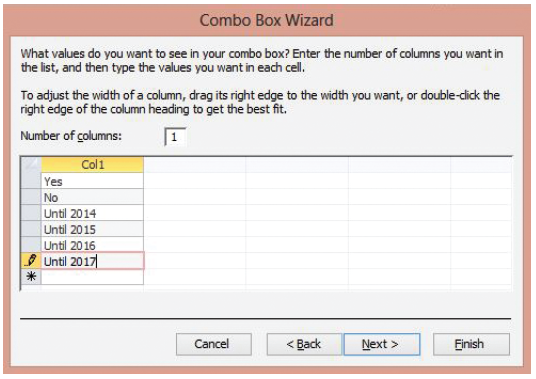 Combo Box Wizard
What values do you want to see in your combo box? Enter the number of columns you want in
the list, and then type the values you want in each cell.
To adjust the width of a column, drag its right edge to the width you want, or double-click the
right edge of the column heading to get the best fit.
Number of columns: 1
Col1
Yes
No
Until 2014
Until 2015
Until 2016
Until 2017
Cancel < Back Next > Finish